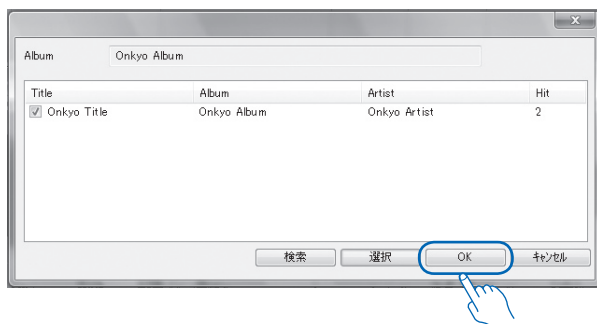 Album Onkyo Album
Title Album Artist Hit
Onkyo Title Onkyo Album Onkyo Artist 2
検索 選択 OK キャンセル